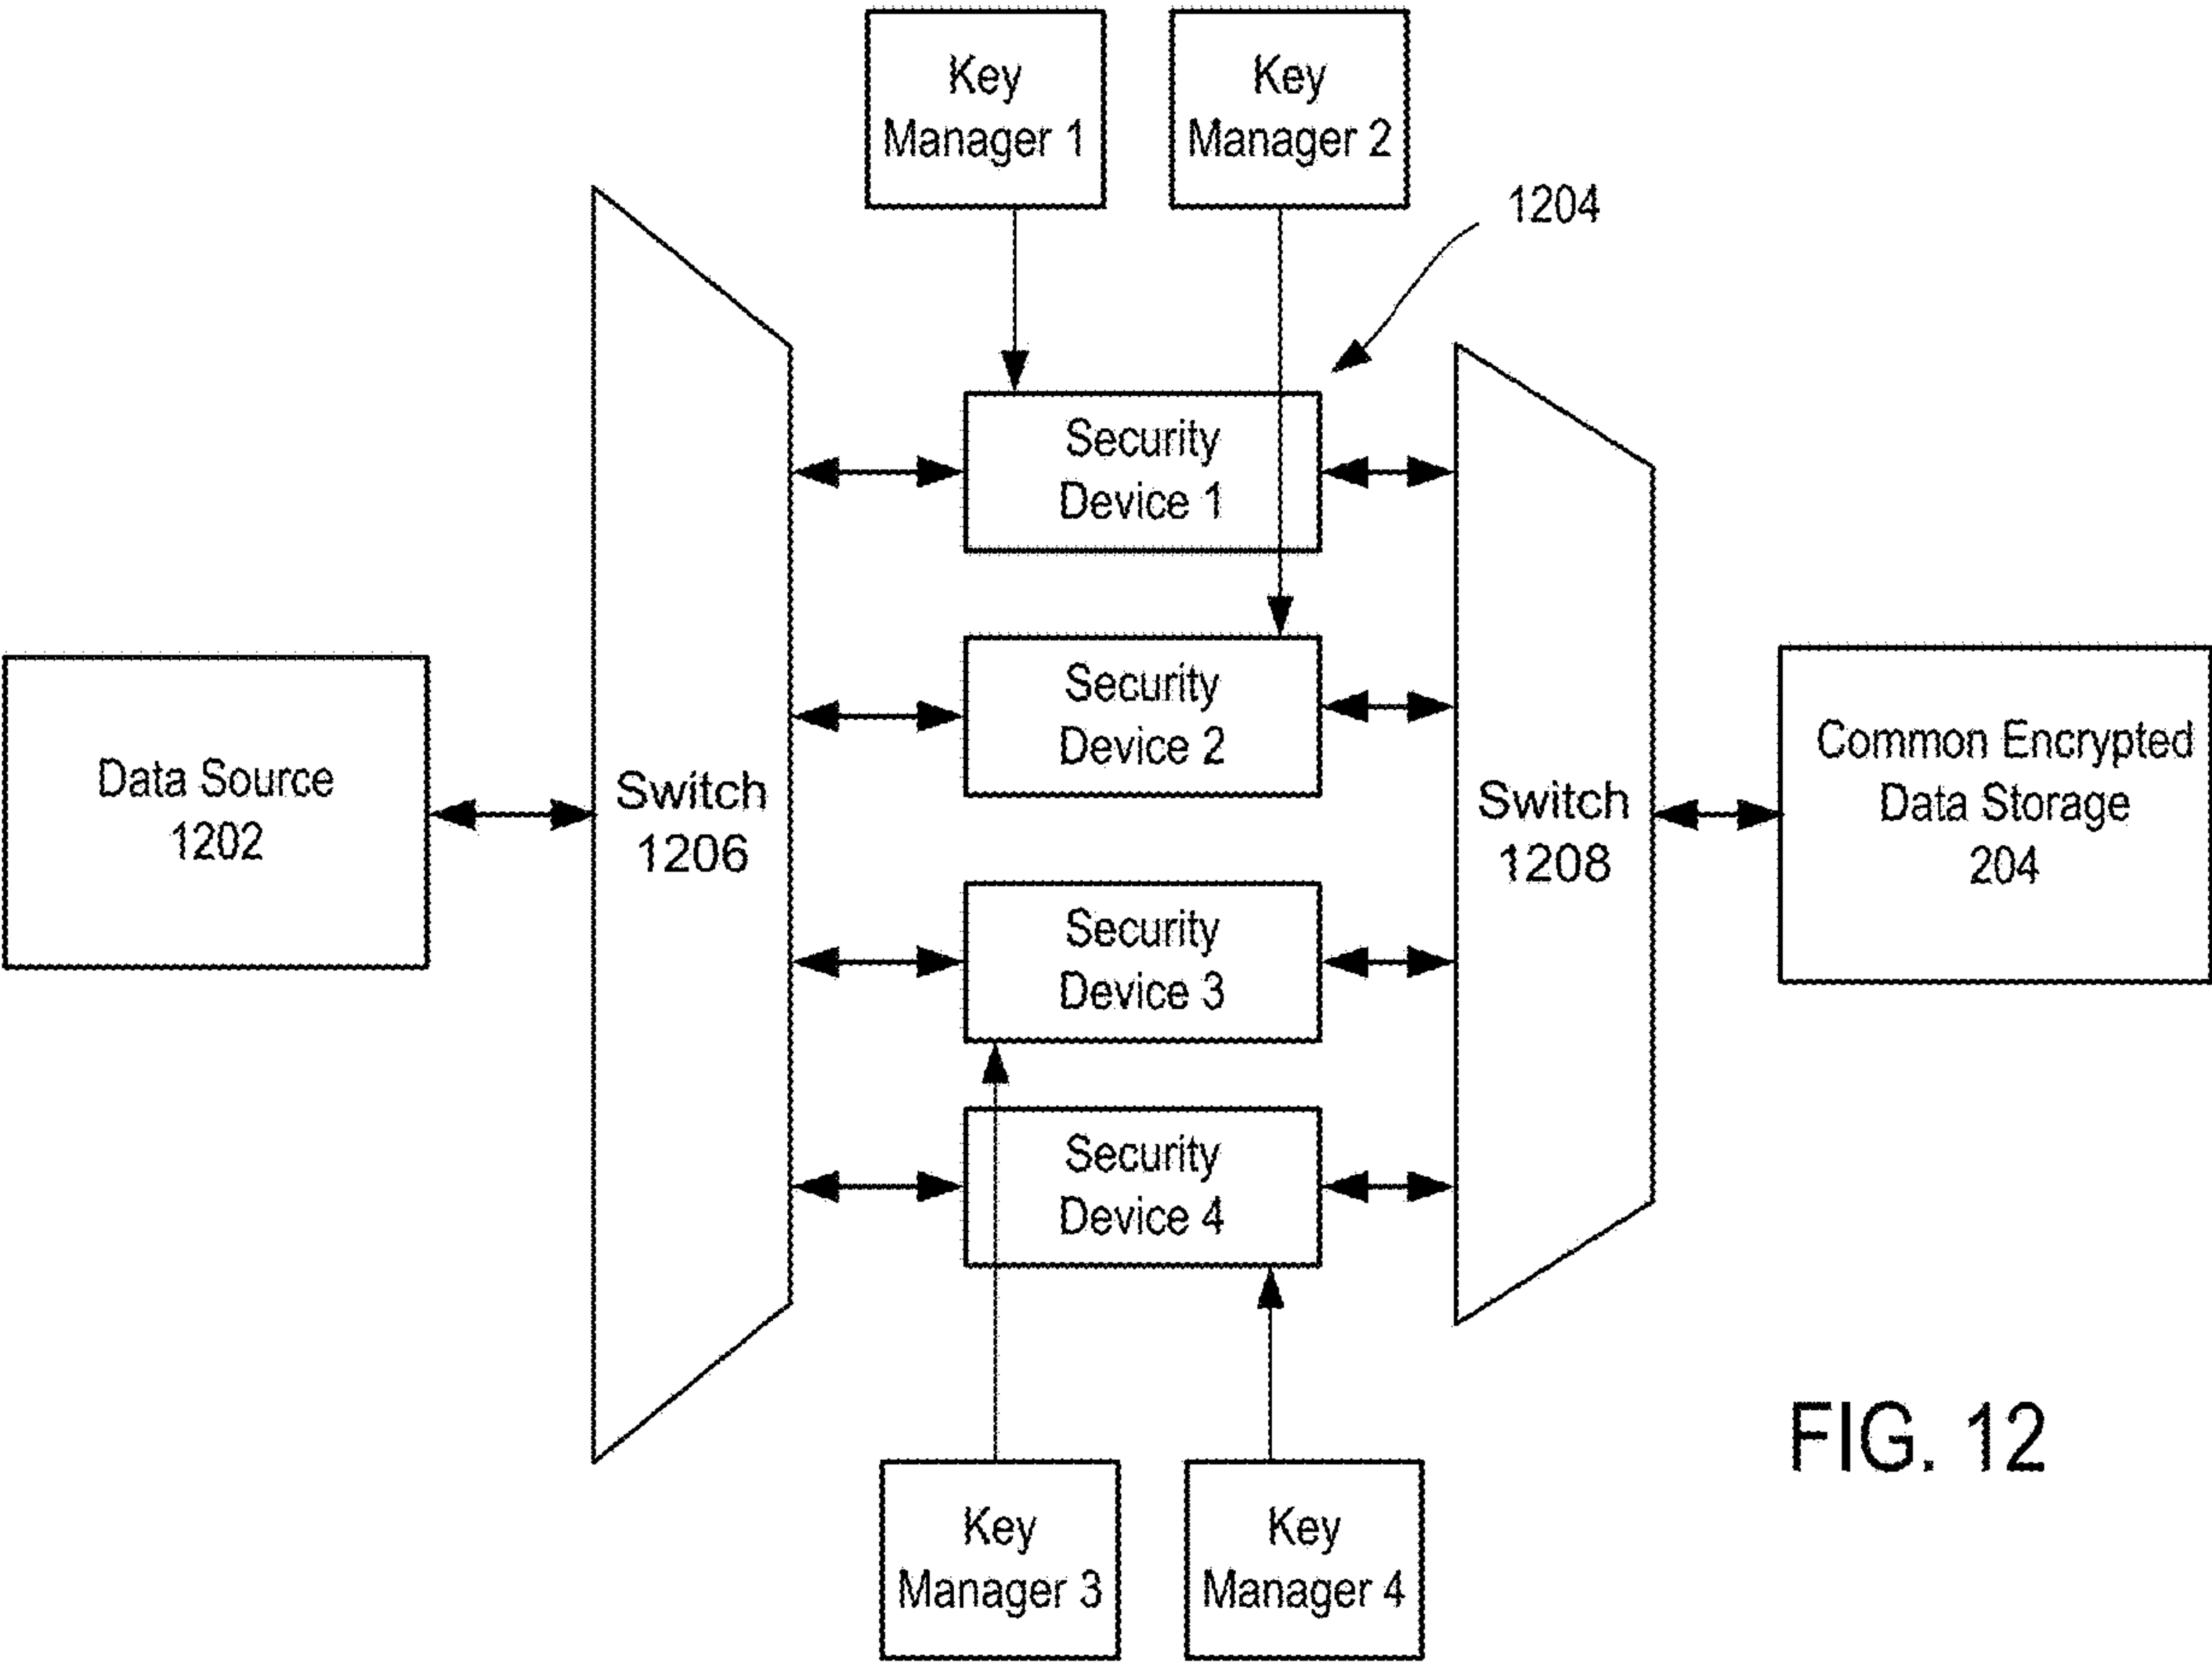 Key
Manager 1
Key
Manager 2
1204
Security
Device 1
Security
Device 2
Data Source
1202
Switch
1206
Switch
1208
Common Encrypted
Data Storage
204
Security
Device 3
Security
Device 4
Key
Manager 3
Key
Manager 4
FIG. 12